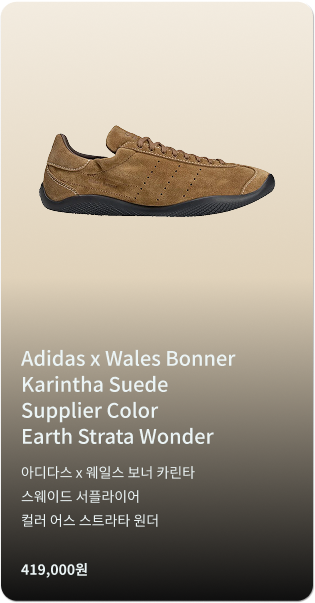 Adidas x Wales Bonner
Karintha Suede
Supplier Color
Earth Strata Wonder
아디다스 x 웨일스 보너 카린타
스웨이드 서플라이어
컬러 어스 스트라타 원더
419,000원